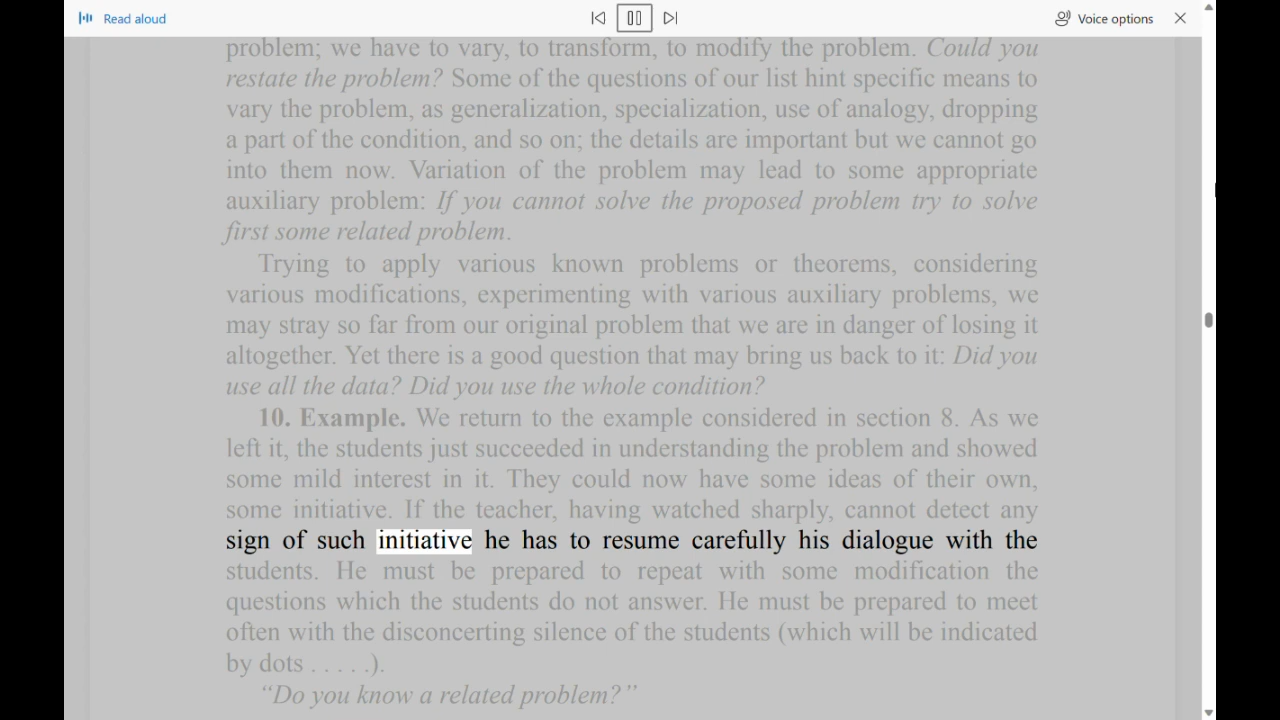 Read aloud
Voice options
problem; we have to vary, to transform, to modify the problem. Could you
restate the problem? Some of the questions of our list hint specific means to
vary the problem, as generalization, specialization, use of analogy, dropping
a part of the condition, and so on; the details are important but we cannot go
into them now. Variation of the problem may lead to some appropriate
auxiliary problem: If you cannot solve the proposed problem try to solve
first some related problem.
Trying to apply various known problems or theorems, considering
various modifications, experimenting with various auxiliary problems, we
may stray so far from our original problem that we are in danger of losing it
altogether. Yet there is a good question that may bring us back to it: Did you
use all the data? Did you use the whole condition?
10. Example. We return to the example considered in section 8. As we
left it, the students just succeeded in understanding the problem and showed
some mild interest in it. They could now have some ideas of their own,
some initiative. If the teacher, having watched sharply, cannot detect any
sign of such initiative he has to resume carefully his dialogue with the
students. He must be prepared to repeat with some modification the
questions which the students do not answer. He must be prepared to meet
often with the disconcerting silence of the students (which will be indicated
by dots . . . . .).
“Do you know a related problem?”